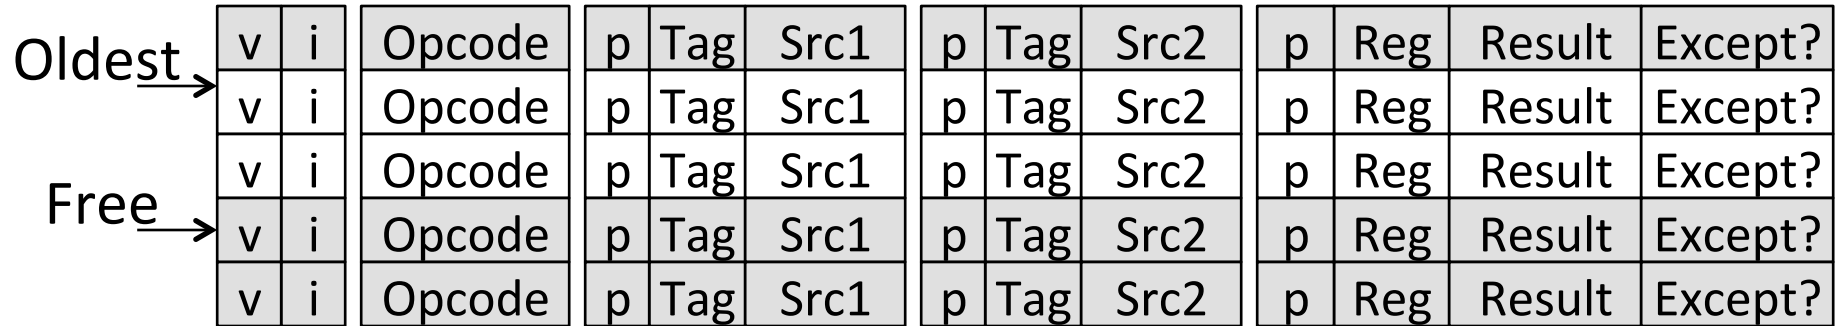 v i Opcode p Tag Src1 p Tag Src2 p Reg Result Except?
Oldest
v i Opcode p Tag Src1 p Tag Src2 p Reg Result Except?
v i Opcode p Tag Src1 p Tag Src2 p Reg Result Except?
Free
v i Opcode p Tag Src1 p Tag Src2 p Reg Result Except?
v i Opcode p Tag Src1 p Tag Src2 p Reg Result Except?